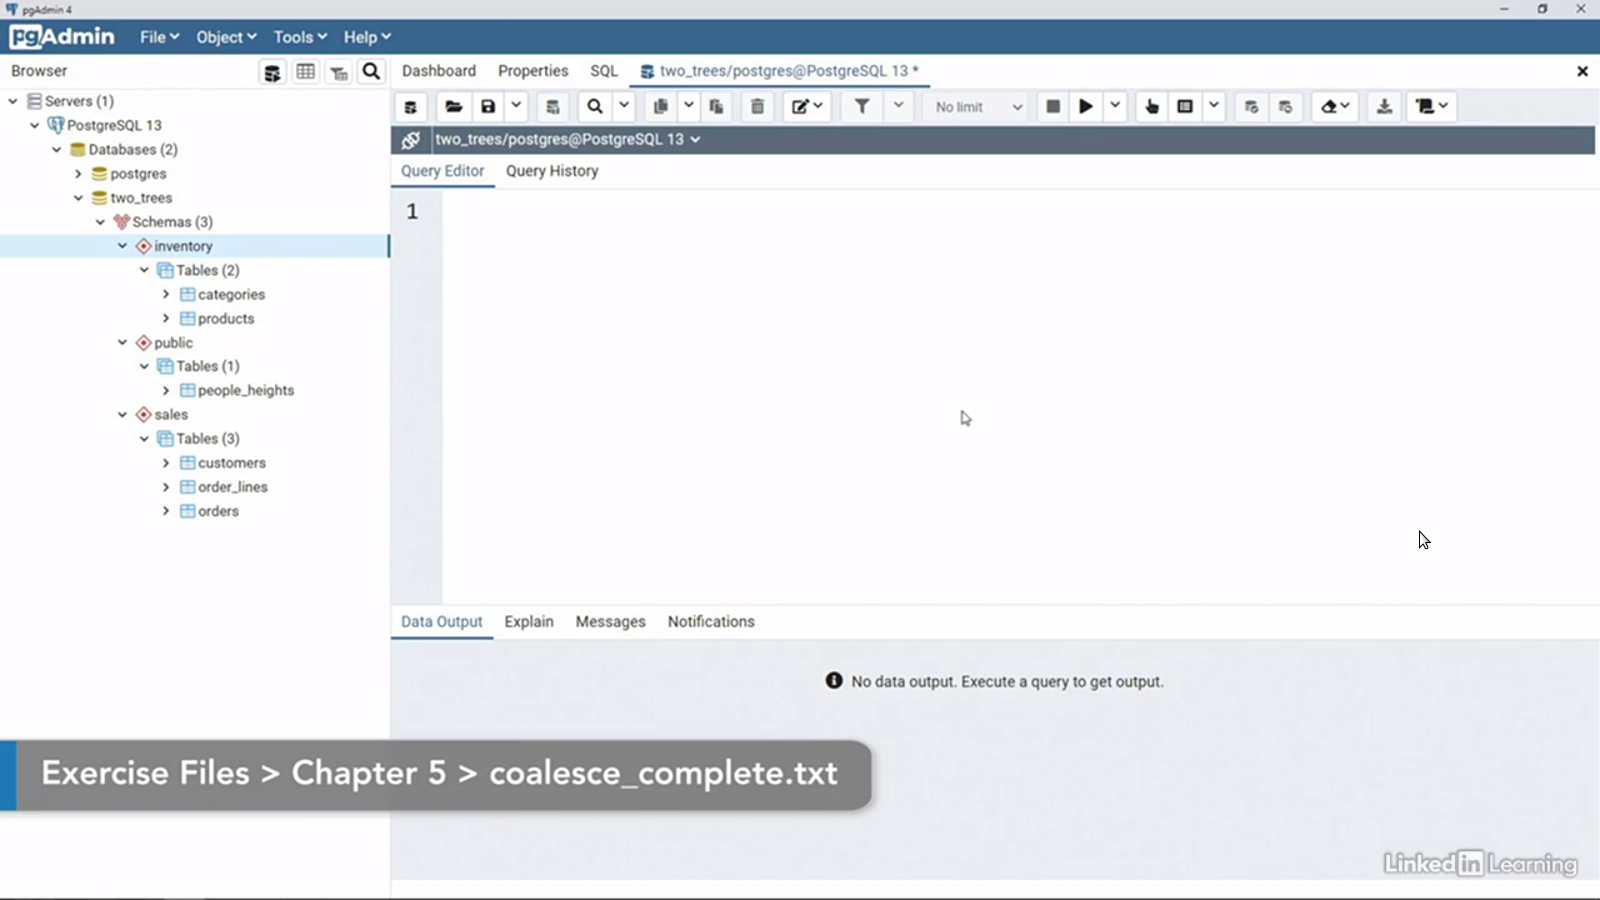 pgAdmin 4
pgAdmin File Object Tools Help
Browser
Dashboard Properties SQL two_trees/postgres@PostgreSQL 13 *
No limit
two_trees/postgres@PostgreSQL 13
Query Editor Query History
1
Servers (1)
PostgreSQL 13
Databases (2)
postgres
two_trees
Schemas (3)
inventory
Tables (2)
categories
products
public
Tables (1)
people_heights
sales
Tables (3)
customers
order_lines
orders
Data Output Explain Messages Notifications
No data output. Execute a query to get output.
Exercise Files > Chapter 5 > coalesce_complete.txt
Linked in Learning